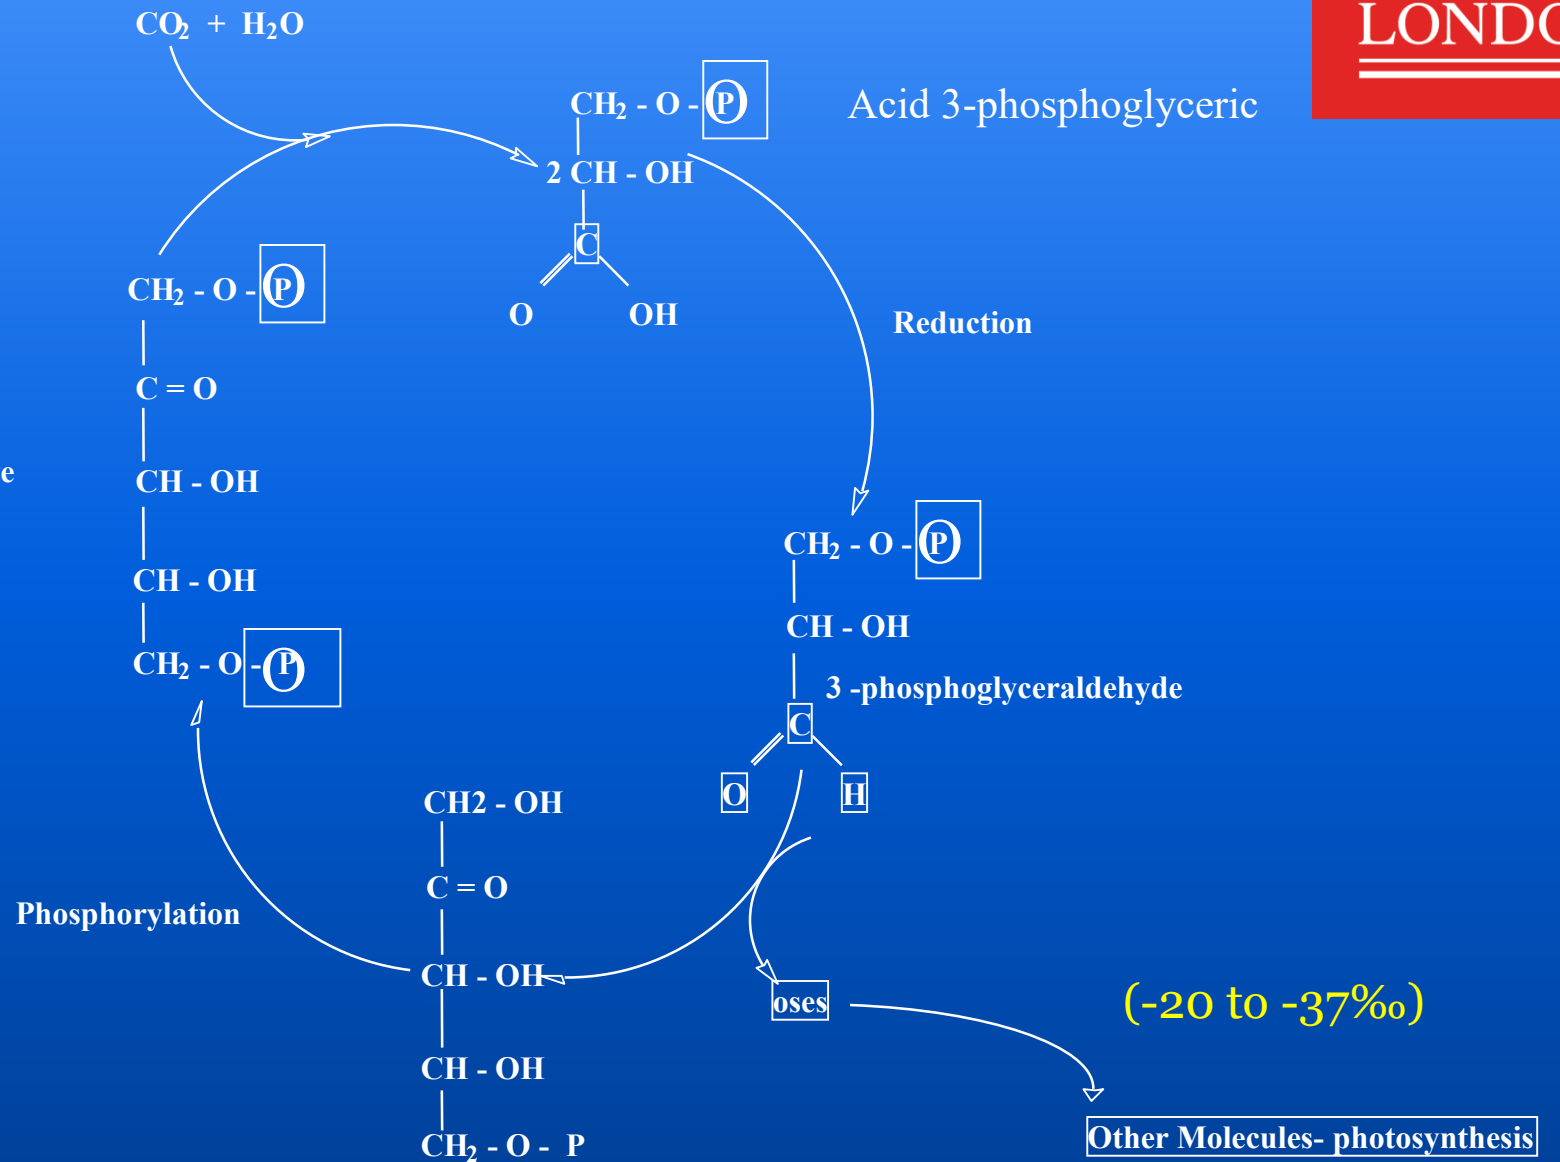 CO2 + H2O
LONDO
CH2 - O - P
Acid 3-phosphoglyceric
2 CH - OH
C
O OH
CH2 - O - P
Reduction
C = O
e
CH - OH
CH - OH
CH2 - O - P
CH2 - O - P
CH - OH
3 -phosphoglyceraldehyde
C
O H
CH2 - OH
C = O
Phosphorylation
CH - OH
oses
(-20 to -37‰)
CH - OH
CH2 - O - P
Other Molecules- photosynthesis